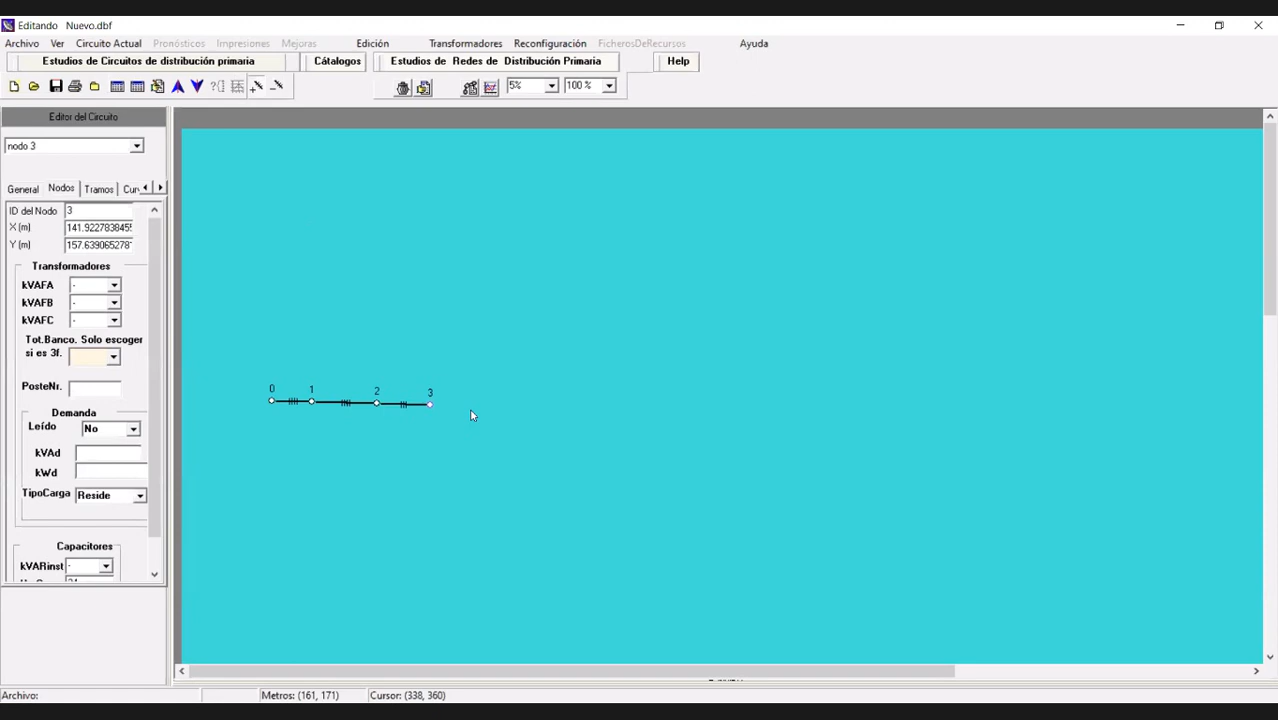 Editando Nuevo.dbf
Archivo Ver Circuito Actual Pronósticos Impresiones Mejoras Edición Transformadores Reconfiguración FicherosDeRecursos Ayuda
Estudios de Circuitos de distribución primaria Cátalogos Estudios de Redes de Distribución Primaria Help
5% 100 %
Editor del Circuito
nodo 3
General Nodos Tramos Cur
ID del Nodo 3
X (m) 141.9227838455
Y (m) 157.6390652781
Transformadores
kVAFA -
kVAFB -
kVAFC -
Tot.Banco. Solo escoger
si es 3f.
PosteNr.
Demanda
Leído No
kVAd
kWd
TipoCarga Reside
Capacitores
kVARinst -
0 1 2 3
Archivo: Metros: (161, 171) Cursor: (338, 360)